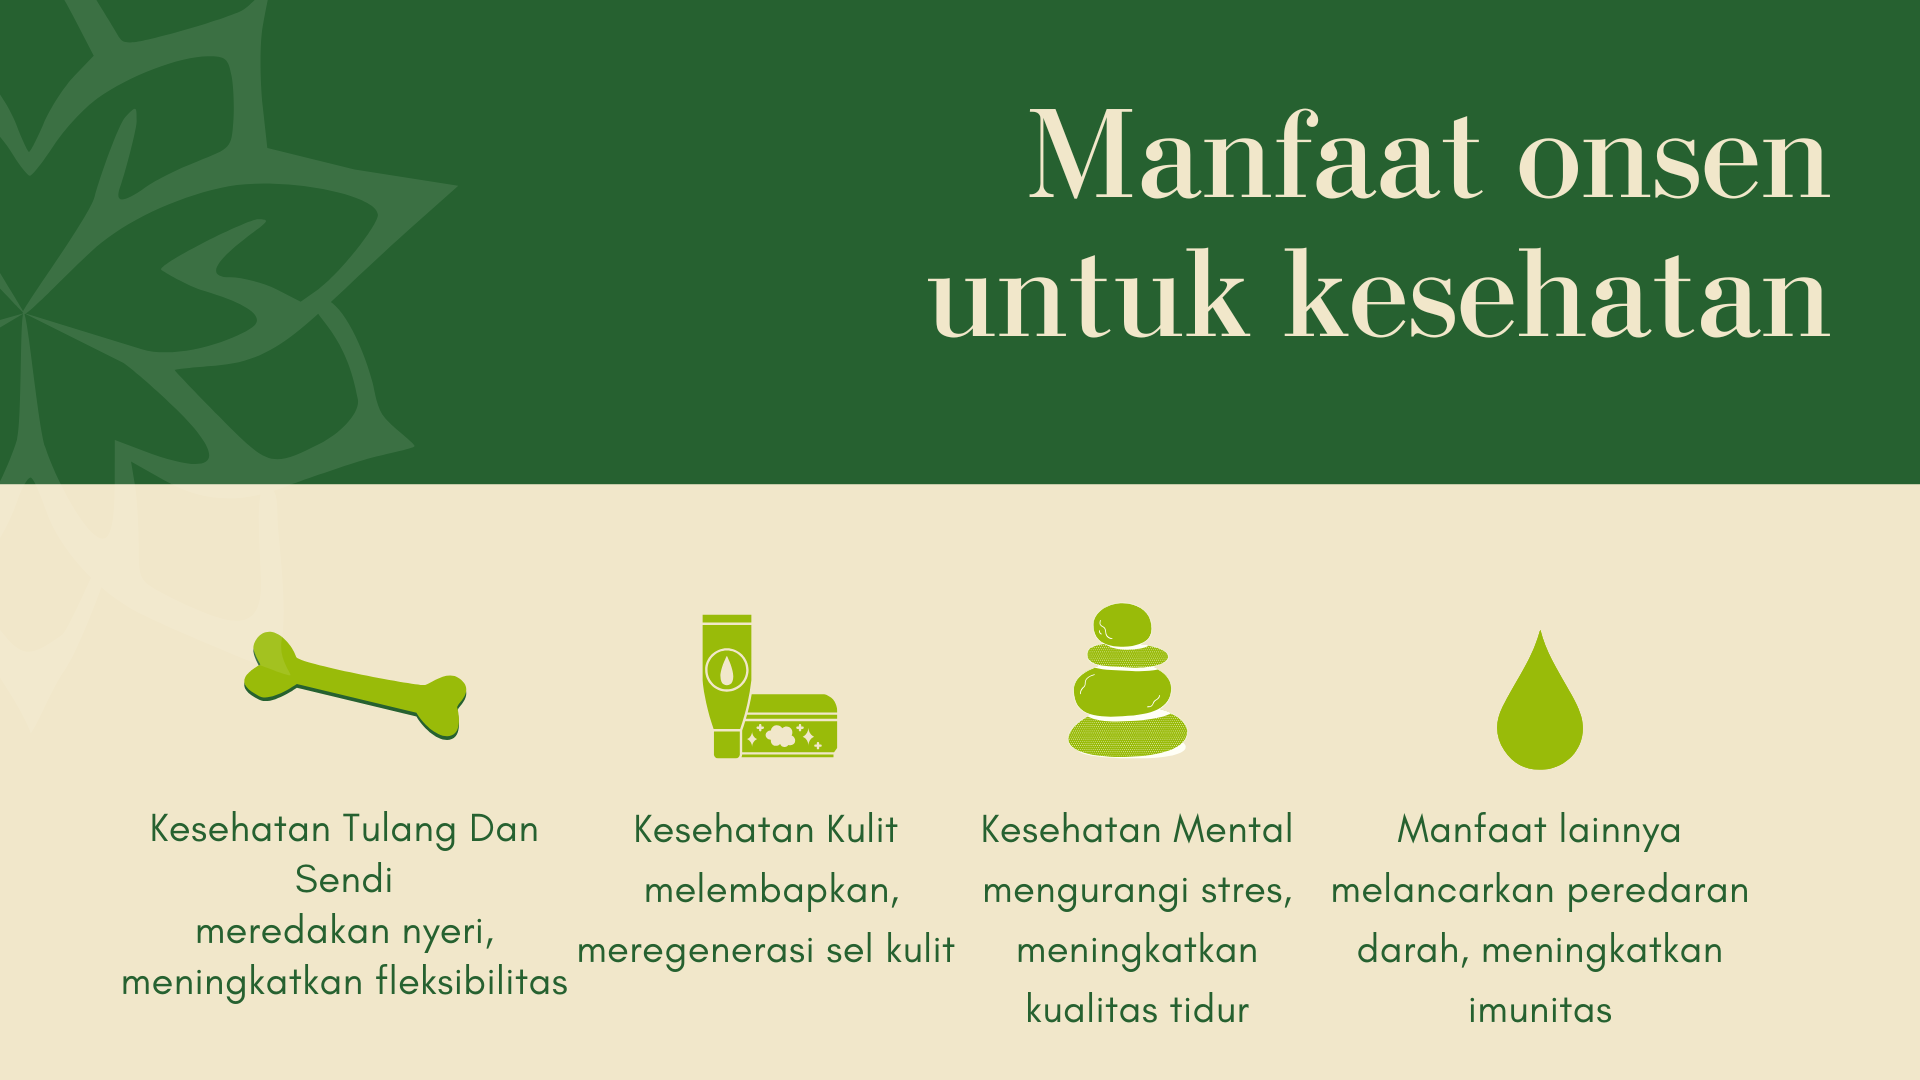 Manfaat onsen
untuk kesehatan
Kesehatan Tulang Dan
Sendi
meredakan nyeri,
meningkatkan fleksibilitas
Kesehatan Kulit
melembapkan,
meregenerasi sel kulit
Kesehatan Mental
mengurangi stres,
meningkatkan
kualitas tidur
Manfaat lainnya
melancarkan peredaran
darah, meningkatkan
imunitas